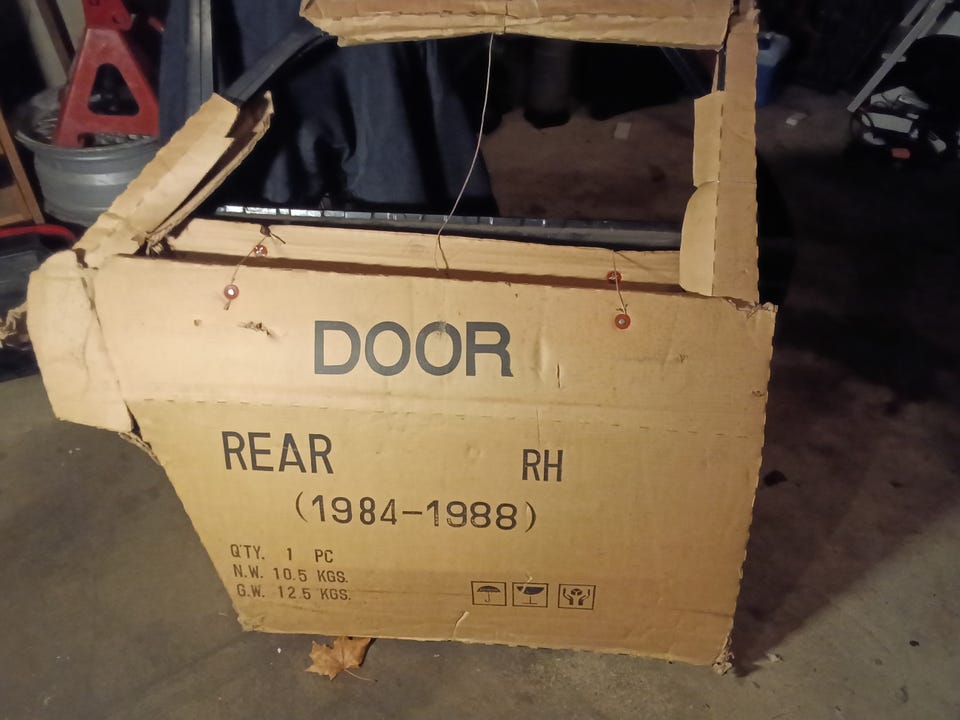 DOOR
REAR RH
(1984-1988)
Q'TY. 1 PC
N.W. 10.5 KGS.
G.W. 12.5 KGS.